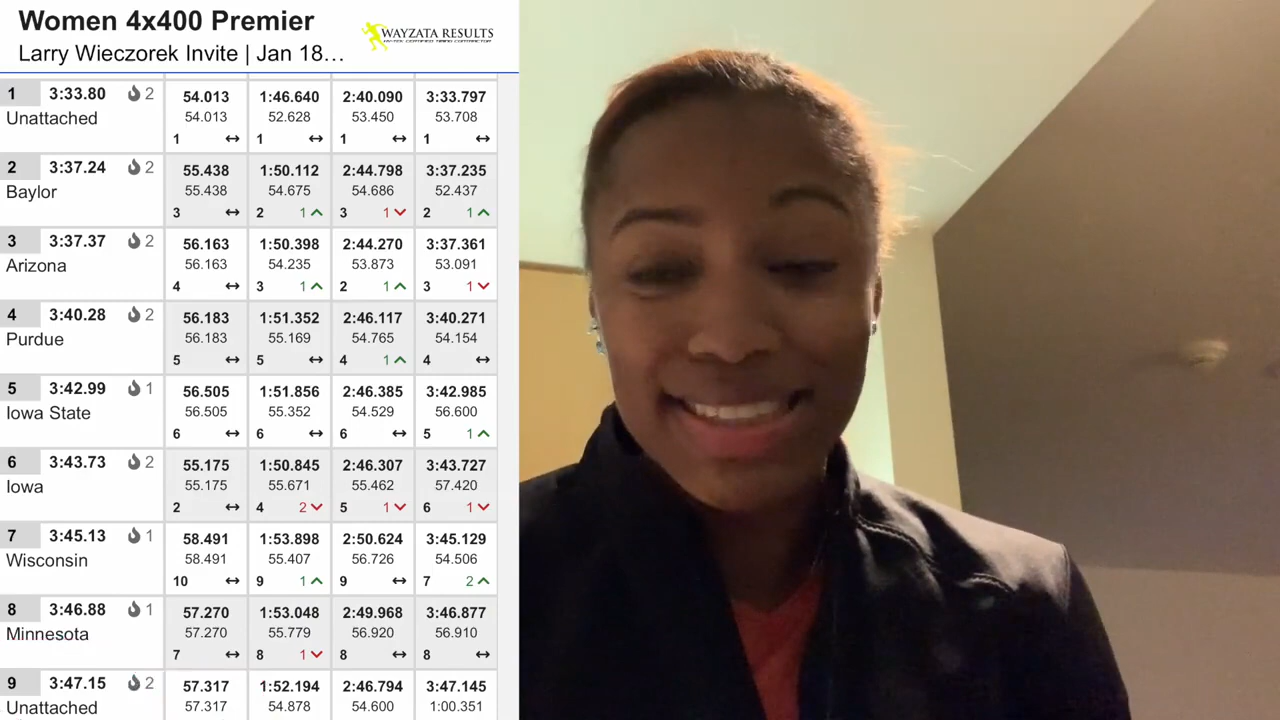 Women 4x400 Premier
Larry Wieczorek Invite | Jan 18…
WAYZATA RESULTS
1 3:33.80 2 54.013 1:46.640 2:40.090 3:33.797
Unattached 54.013 52.628 53.450 53.708
1 ↔ 1 ↔ 1 ↔ 1 ↔
2 3:37.24 2 55.438 1:50.112 2:44.798 3:37.235
Baylor 55.438 54.675 54.686 52.437
3 ↔ 2 1 ^ 3 1 v 2 1 ^
3 3:37.37 2 56.163 1:50.398 2:44.270 3:37.361
Arizona 56.163 54.235 53.873 53.091
4 ↔ 3 1 ^ 2 1 ^ 3 1 v
4 3:40.28 2 56.183 1:51.352 2:46.117 3:40.271
Purdue 56.183 55.169 54.765 54.154
5 ↔ 5 ↔ 4 1 ^ 4 ↔
5 3:42.99 1 56.505 1:51.856 2:46.385 3:42.985
Iowa State 56.505 55.352 54.529 56.600
6 ↔ 6 ↔ 6 ↔ 5 1 ^
6 3:43.73 2 55.175 1:50.845 2:46.307 3:43.727
Iowa 55.175 55.671 55.462 57.420
2 ↔ 4 2 v 5 1 v 6 1 v
7 3:45.13 1 58.491 1:53.898 2:50.624 3:45.129
Wisconsin 58.491 55.407 56.726 54.506
10 ↔ 9 1 ^ 9 ↔ 7 2 ^
8 3:46.88 1 57.270 1:53.048 2:49.968 3:46.877
Minnesota 57.270 55.779 56.920 56.910
7 ↔ 8 1 v 8 ↔ 8 ↔
9 3:47.15 2 57.317 1:52.194 2:46.794 3:47.145
Unattached 57.317 54.878 54.600 1:00.351